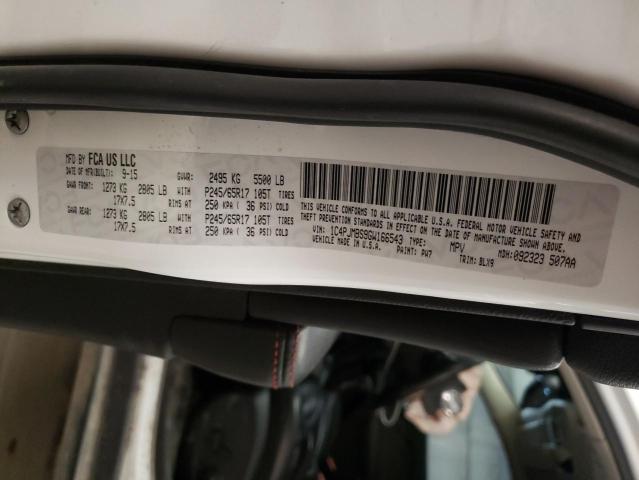 MFD BY FCA US LLC
DATE OF MFR(BUILT): 9-15 GVWR: 2495 KG 5500 LB
GAWR FRONT: 1273 KG 2805 LB WITH P245/65R17 105T TIRES
17X7.5 RIMS AT 250 KPA ( 36 PSI) COLD
GAWR REAR: 1273 KG 2805 LB WITH P245/65R17 105T TIRES
17X7.5 RIMS AT 250 KPA ( 36 PSI) COLD
THIS VEHICLE CONFORMS TO ALL APPLICABLE U.S.A. FEDERAL MOTOR VEHICLE SAFETY AND
THEFT PREVENTION STANDARDS IN EFFECT ON THE DATE OF MANUFACTURE SHOWN ABOVE.
VIN: 1C4PJMBS9GW166543 TYPE: MPV MDH: 092323 507AA
PAINT: PW7 TRIM: BLX9